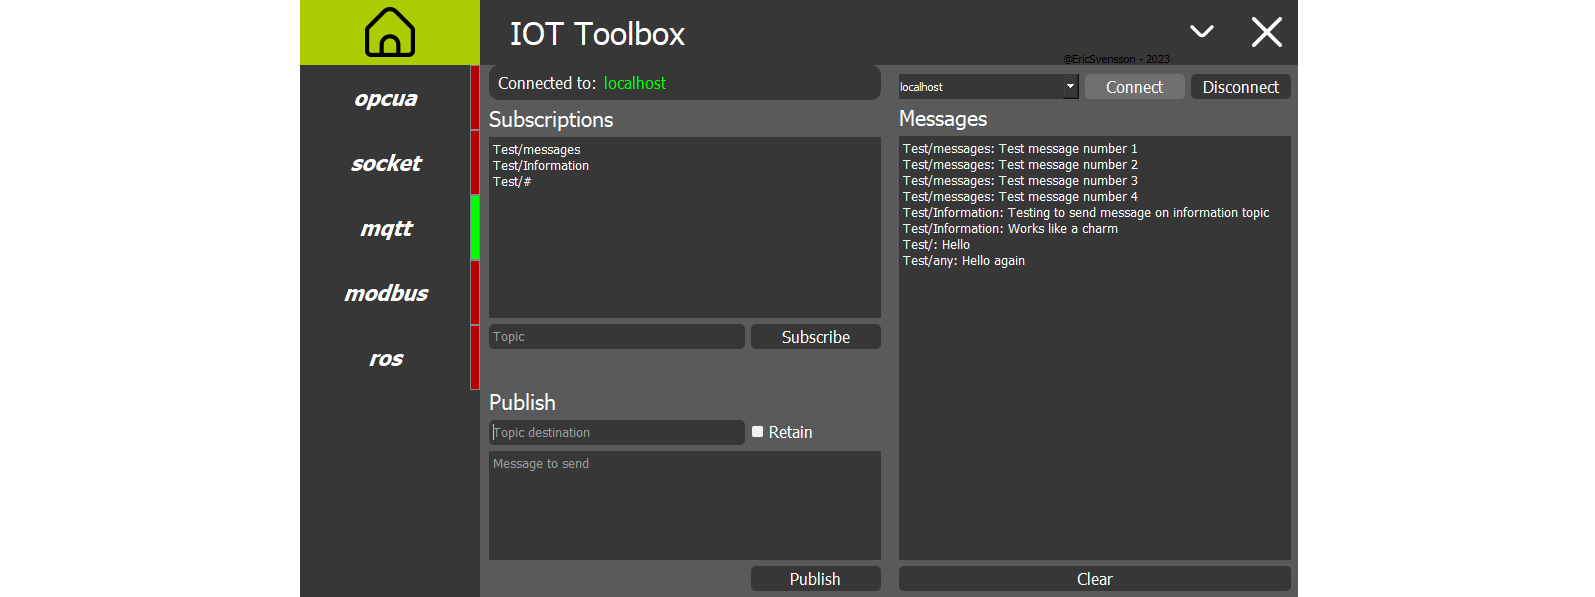 IOT Toolbox
@EricSvensson - 2023
opcua
socket
mqtt
modbus
ros
Connected to: localhost
Subscriptions
Test/messages
Test/Information
Test/#
Topic
Subscribe
Publish
Topic destination
Retain
Message to send
Publish
localhost
Connect
Disconnect
Messages
Test/messages: Test message number 1
Test/messages: Test message number 2
Test/messages: Test message number 3
Test/messages: Test message number 4
Test/Information: Testing to send message on information topic
Test/Information: Works like a charm
Test/: Hello
Test/any: Hello again
Clear